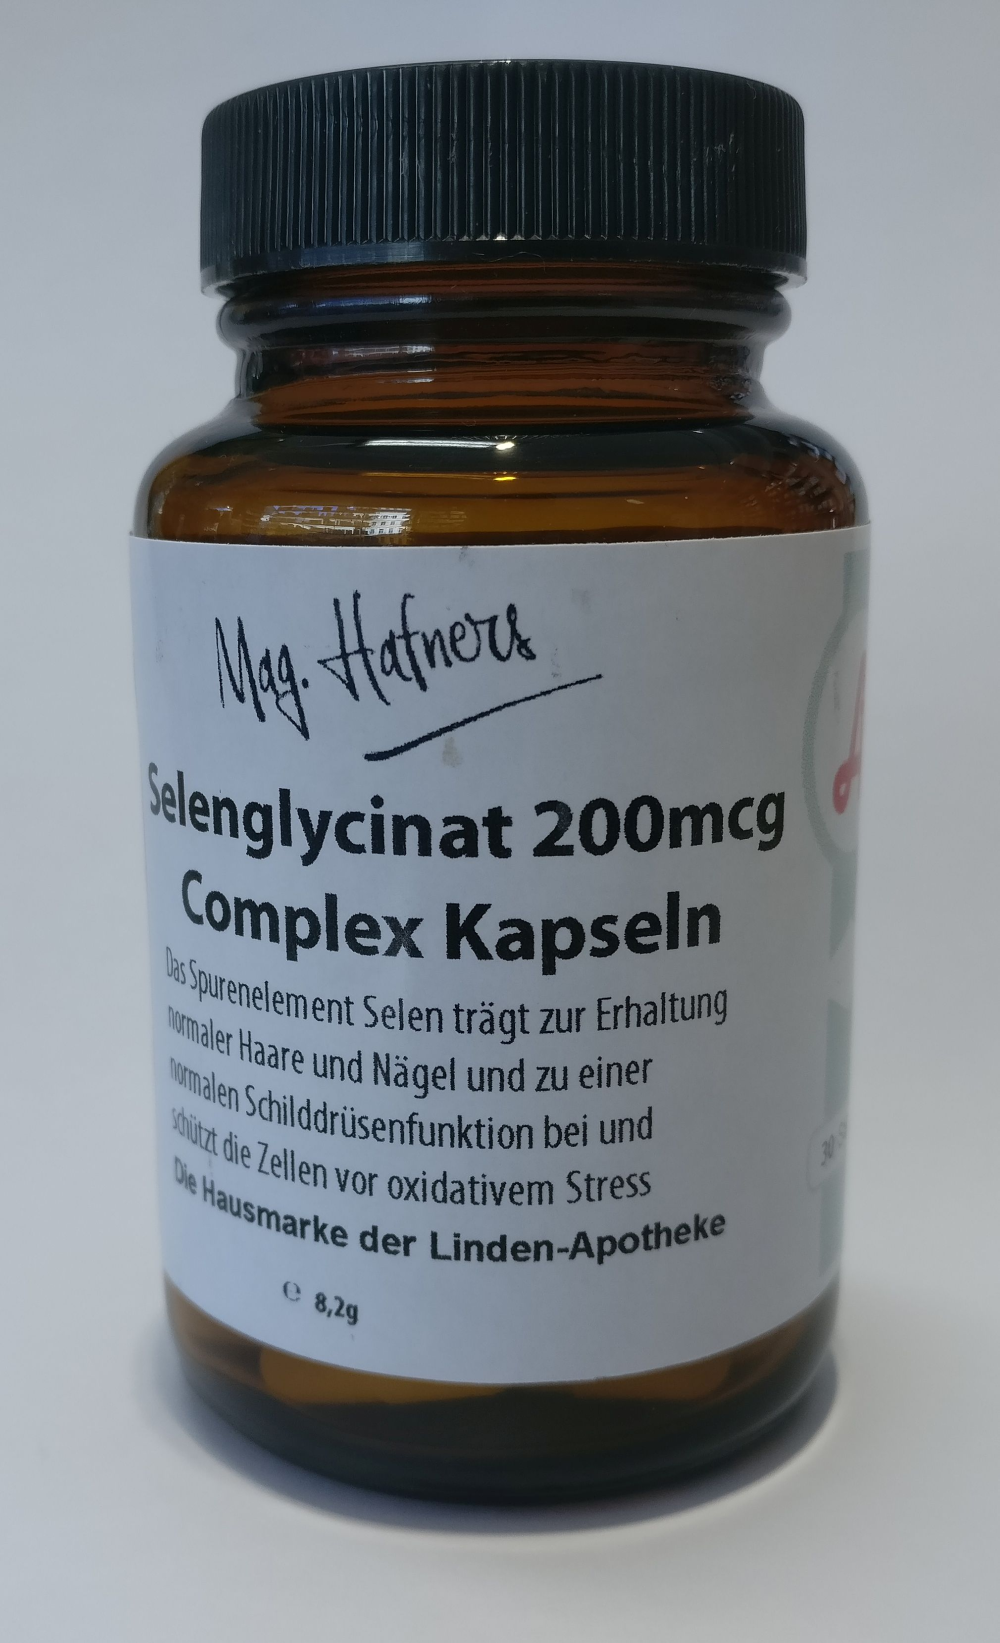 Mag. Hafners
Selenglycinat 200mcg
Complex Kapseln
Das Spurenelement Selen trägt zur Erhaltung
normaler Haare und Nägel und zu einer
normalen Schilddrüsenfunktion bei und
schützt die Zellen vor oxidativem Stress
Die Hausmarke der Linden-Apotheke
℮ 8,2g
30